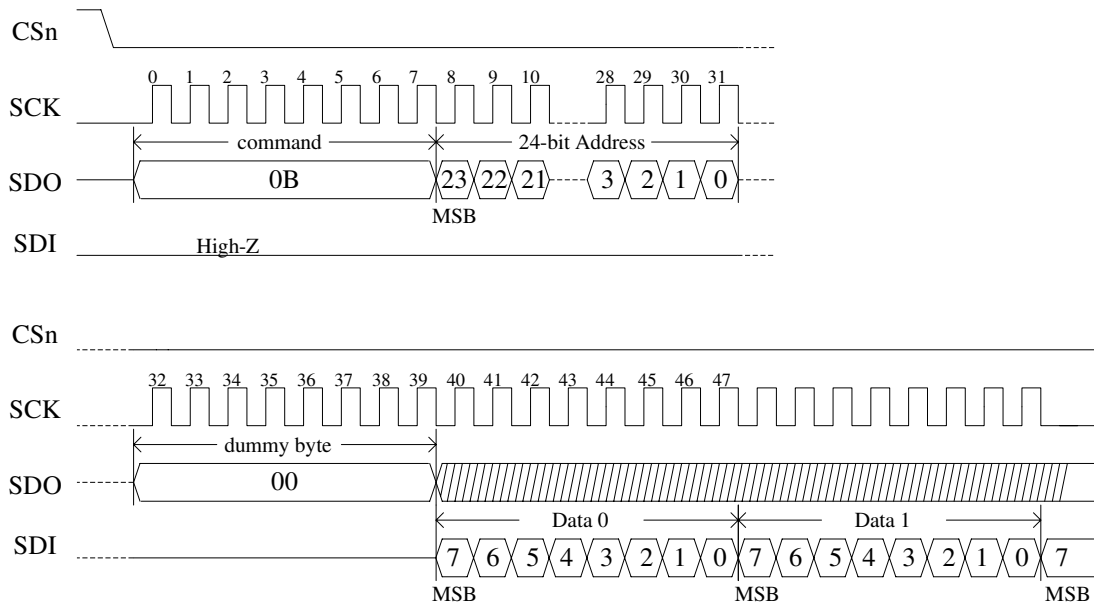 CSn
0 1 2 3 4 5 6 7 8 9 10 28 29 30 31
SCK
command 24-bit Address
SDO 0B 23 22 21 3 2 1 0
MSB
SDI High-Z
CSn
32 33 34 35 36 37 38 39 40 41 42 43 44 45 46 47
SCK
dummy byte
SDO 00
Data 0 Data 1
SDI 7 6 5 4 3 2 1 0 7 6 5 4 3 2 1 0 7
MSB MSB MSB